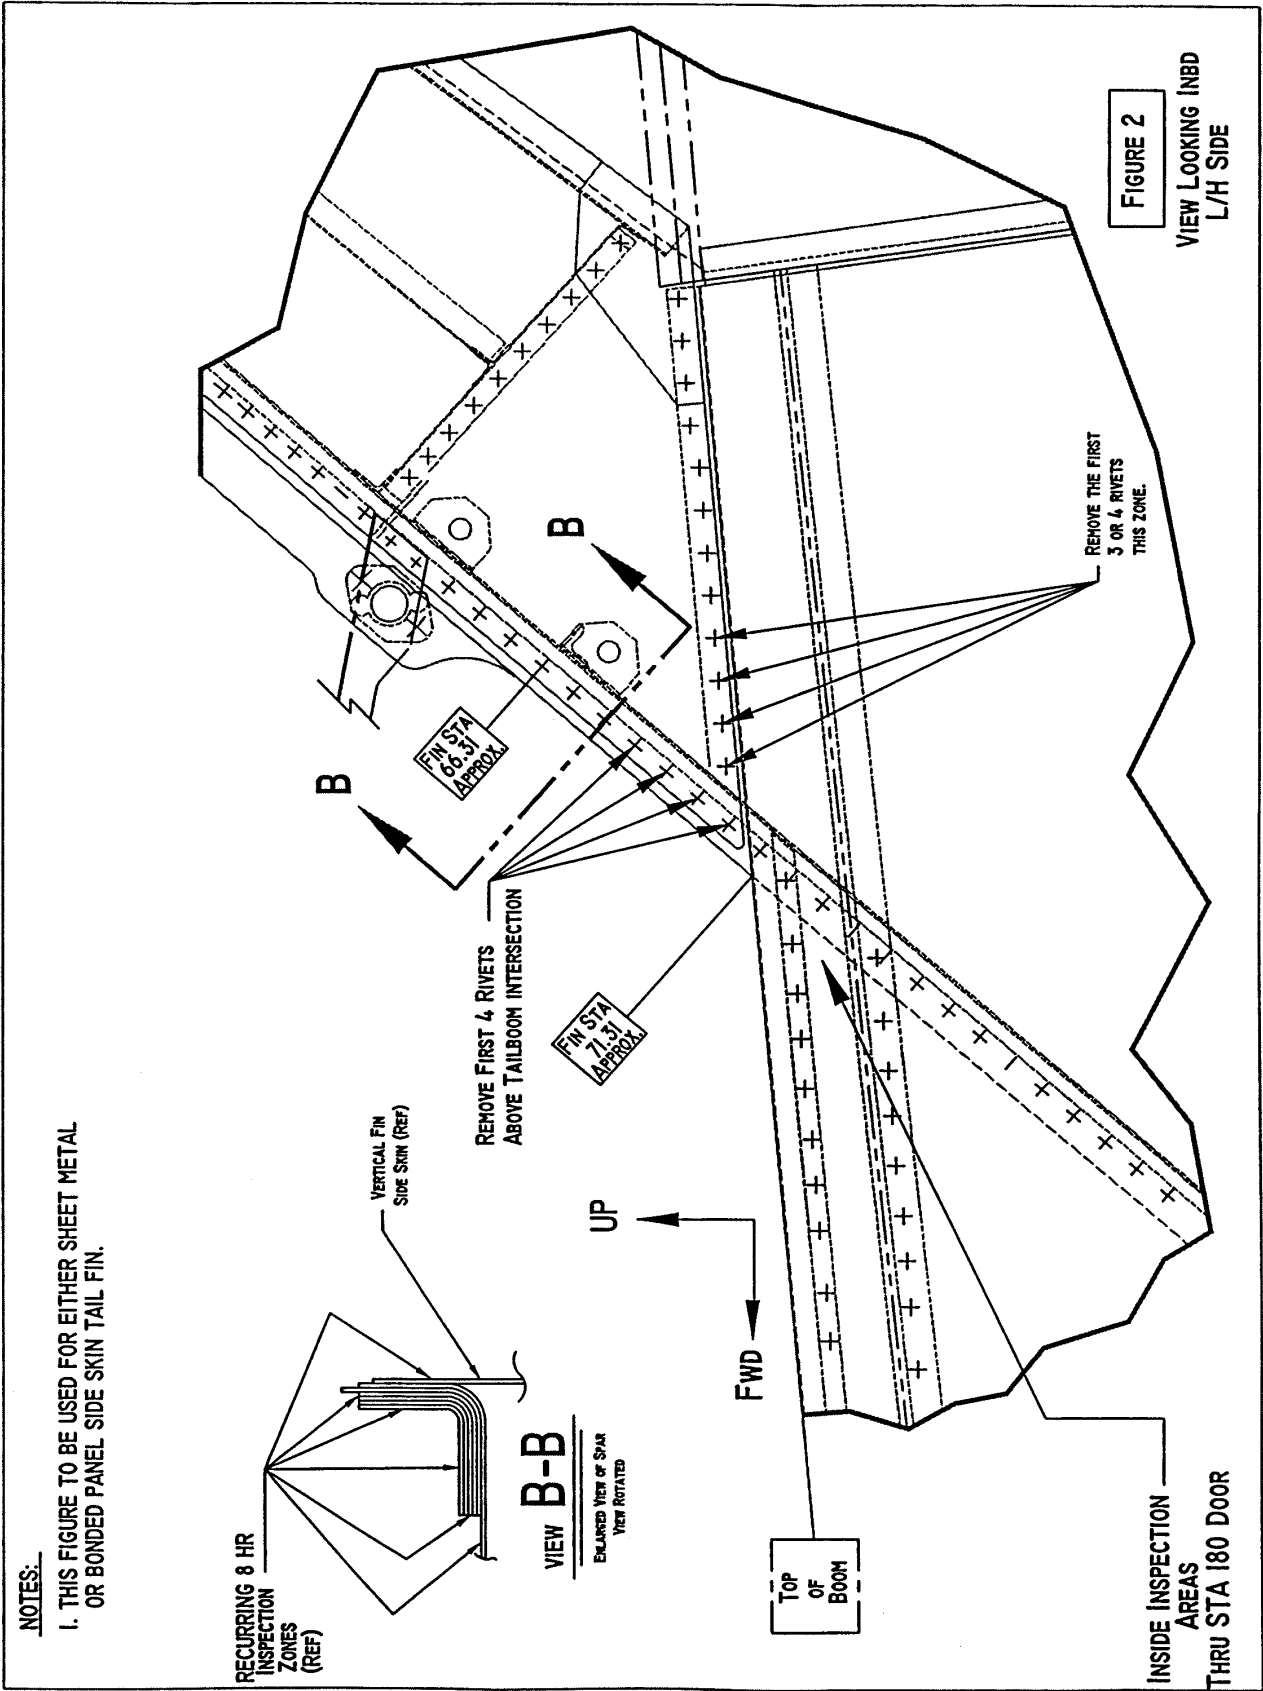 NOTES:
1. THIS FIGURE TO BE USED FOR EITHER SHEET METAL
OR BONDED PANEL SIDE SKIN TAIL FIN.
RECURRING 8 HR
INSPECTION
ZONES
(REF)
VERTICAL FIN
SIDE SKIN (REF)
VIEW B-B
ENLARGED VIEW OF SPAR
VIEW ROTATED
REMOVE FIRST 4 RIVETS
ABOVE TAILBOOM INTERSECTION
B
B
FIN STA
66.31
APPROX.
FIN STA
71.31
APPROX.
UP
FWD
TOP
OF
BOOM
INSIDE INSPECTION
AREAS
THRU STA 180 DOOR
REMOVE THE FIRST
3 OR 4 RIVETS
THIS ZONE.
FIGURE 2
VIEW LOOKING INBD
L/H SIDE